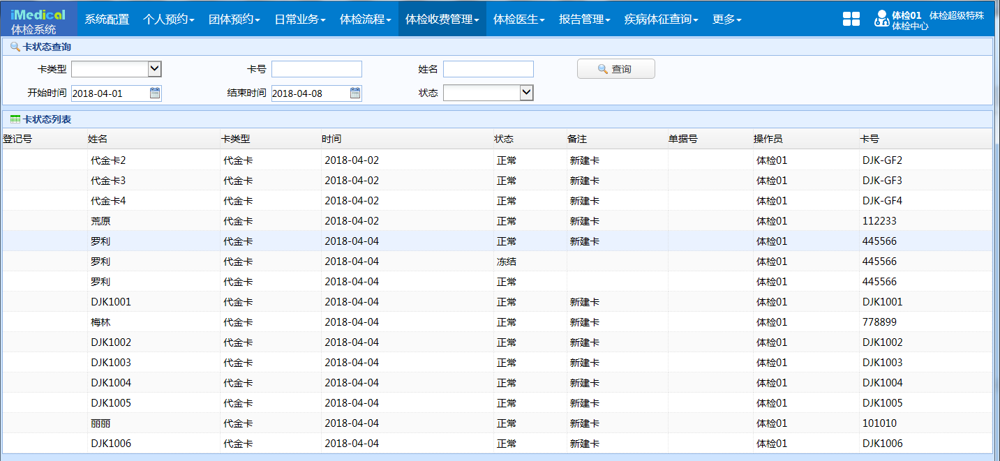 iMedical
体检系统
系统配置 个人预约 团体预约 日常业务 体检流程 体检收费管理 体检医生 报告管理 疾病体征查询 更多
体检01 体检超级特殊
体检中心
卡状态查询
卡类型 卡号 姓名 查询
开始时间 2018-04-01 结束时间 2018-04-08 状态
卡状态列表
登记号 姓名 卡类型 时间 状态 备注 单据号 操作员 卡号
代金卡2 代金卡 2018-04-02 正常 新建卡 体检01 DJK-GF2
代金卡3 代金卡 2018-04-02 正常 新建卡 体检01 DJK-GF3
代金卡4 代金卡 2018-04-02 正常 新建卡 体检01 DJK-GF4
荒原 代金卡 2018-04-02 正常 新建卡 体检01 112233
罗利 代金卡 2018-04-04 正常 新建卡 体检01 445566
罗利 代金卡 2018-04-04 冻结 体检01 445566
罗利 代金卡 2018-04-04 正常 体检01 445566
DJK1001 代金卡 2018-04-04 正常 新建卡 体检01 DJK1001
梅林 代金卡 2018-04-04 正常 新建卡 体检01 778899
DJK1002 代金卡 2018-04-04 正常 新建卡 体检01 DJK1002
DJK1003 代金卡 2018-04-04 正常 新建卡 体检01 DJK1003
DJK1004 代金卡 2018-04-04 正常 新建卡 体检01 DJK1004
DJK1005 代金卡 2018-04-04 正常 新建卡 体检01 DJK1005
丽丽 代金卡 2018-04-04 正常 新建卡 体检01 101010
DJK1006 代金卡 2018-04-04 正常 新建卡 体检01 DJK1006